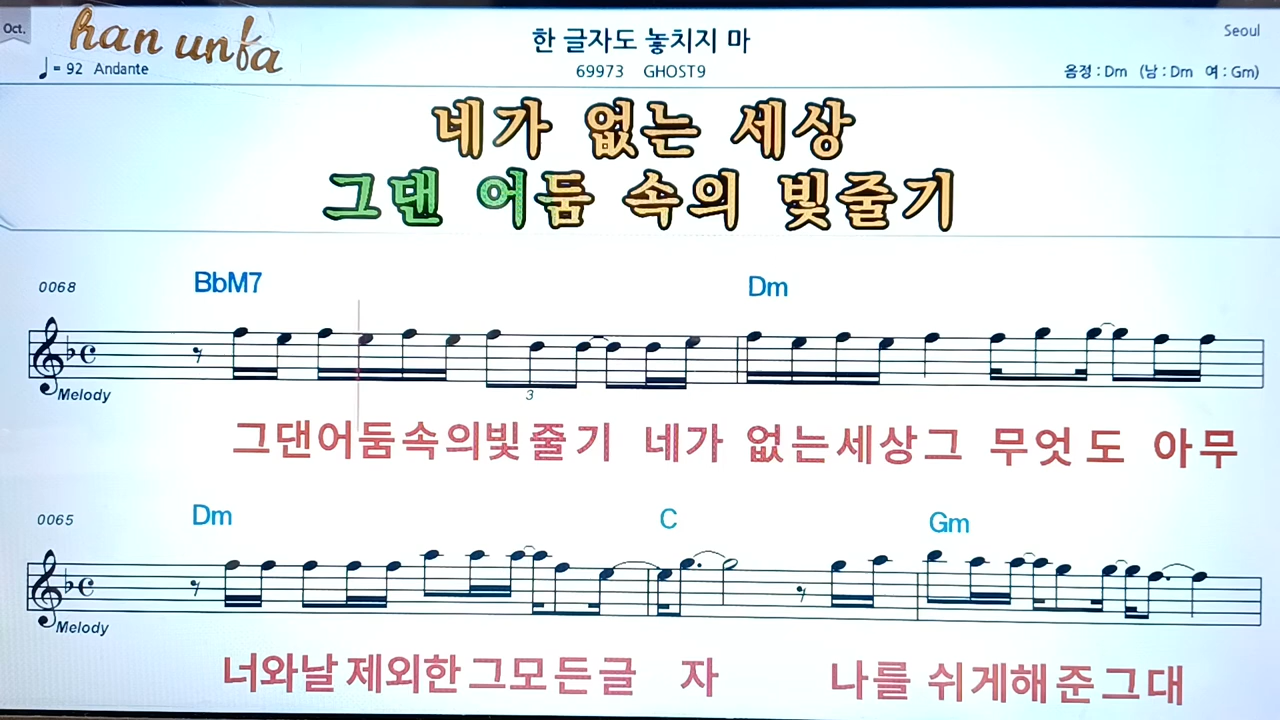 Oct.
han unfa
한 글자도 놓치지 마
Seoul
♩= 92 Andante
69973 GHOST9
음정 : Dm (남 : Dm 여 : Gm)
네가 없는 세상
그댄 어둠 속의 빛줄기
0068
BbM7 Dm
3
Melody
그댄어둠속의빛줄기 네가 없는세상그 무엇도 아무
0065
Dm C Gm
Melody
너와날제외한그모든글 자 나를 쉬게해준그대